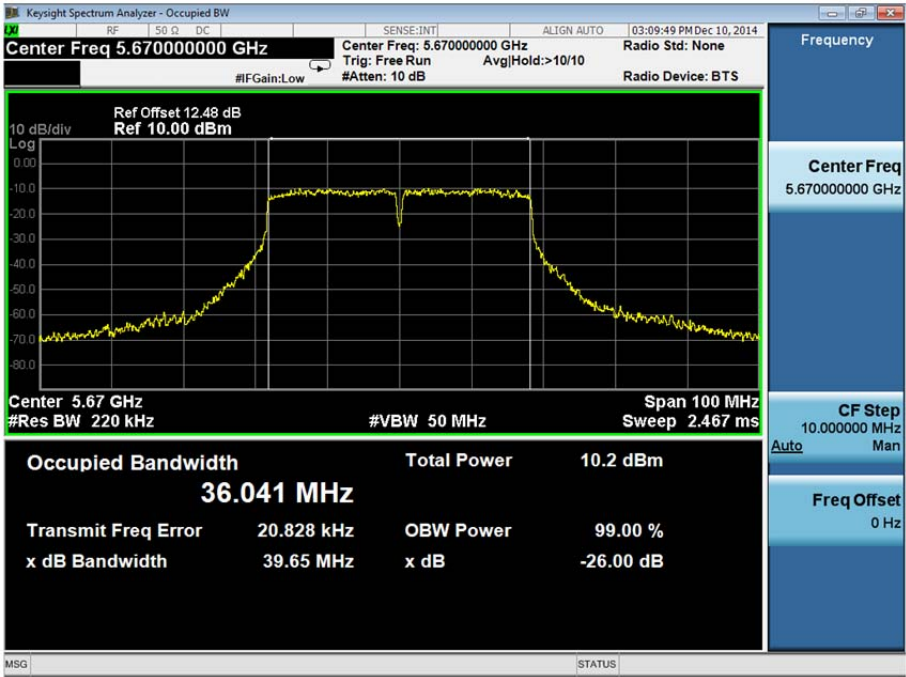 Keysight Spectrum Analyzer - Occupied BW
LXI RF 50 Ω DC SENSE:INT ALIGN AUTO 03:09:49 PM Dec 10, 2014
Center Freq 5.670000000 GHz
Center Freq: 5.670000000 GHz
Radio Std: None
Trig: Free Run Avg|Hold:>10/10
#IFGain:Low
#Atten: 10 dB
Radio Device: BTS
Ref Offset 12.48 dB
10 dB/div Ref 10.00 dBm
Log
0.00
-10.0
-20.0
-30.0
-40.0
-50.0
-60.0
-70.0
-80.0
Center 5.67 GHz Span 100 MHz
#Res BW 220 kHz #VBW 50 MHz Sweep 2.467 ms
Occupied Bandwidth Total Power 10.2 dBm
36.041 MHz
Transmit Freq Error 20.828 kHz OBW Power 99.00 %
x dB Bandwidth 39.65 MHz x dB -26.00 dB
MSG STATUS
Frequency
Center Freq
5.670000000 GHz
CF Step
10.000000 MHz
Auto Man
Freq Offset
0 Hz